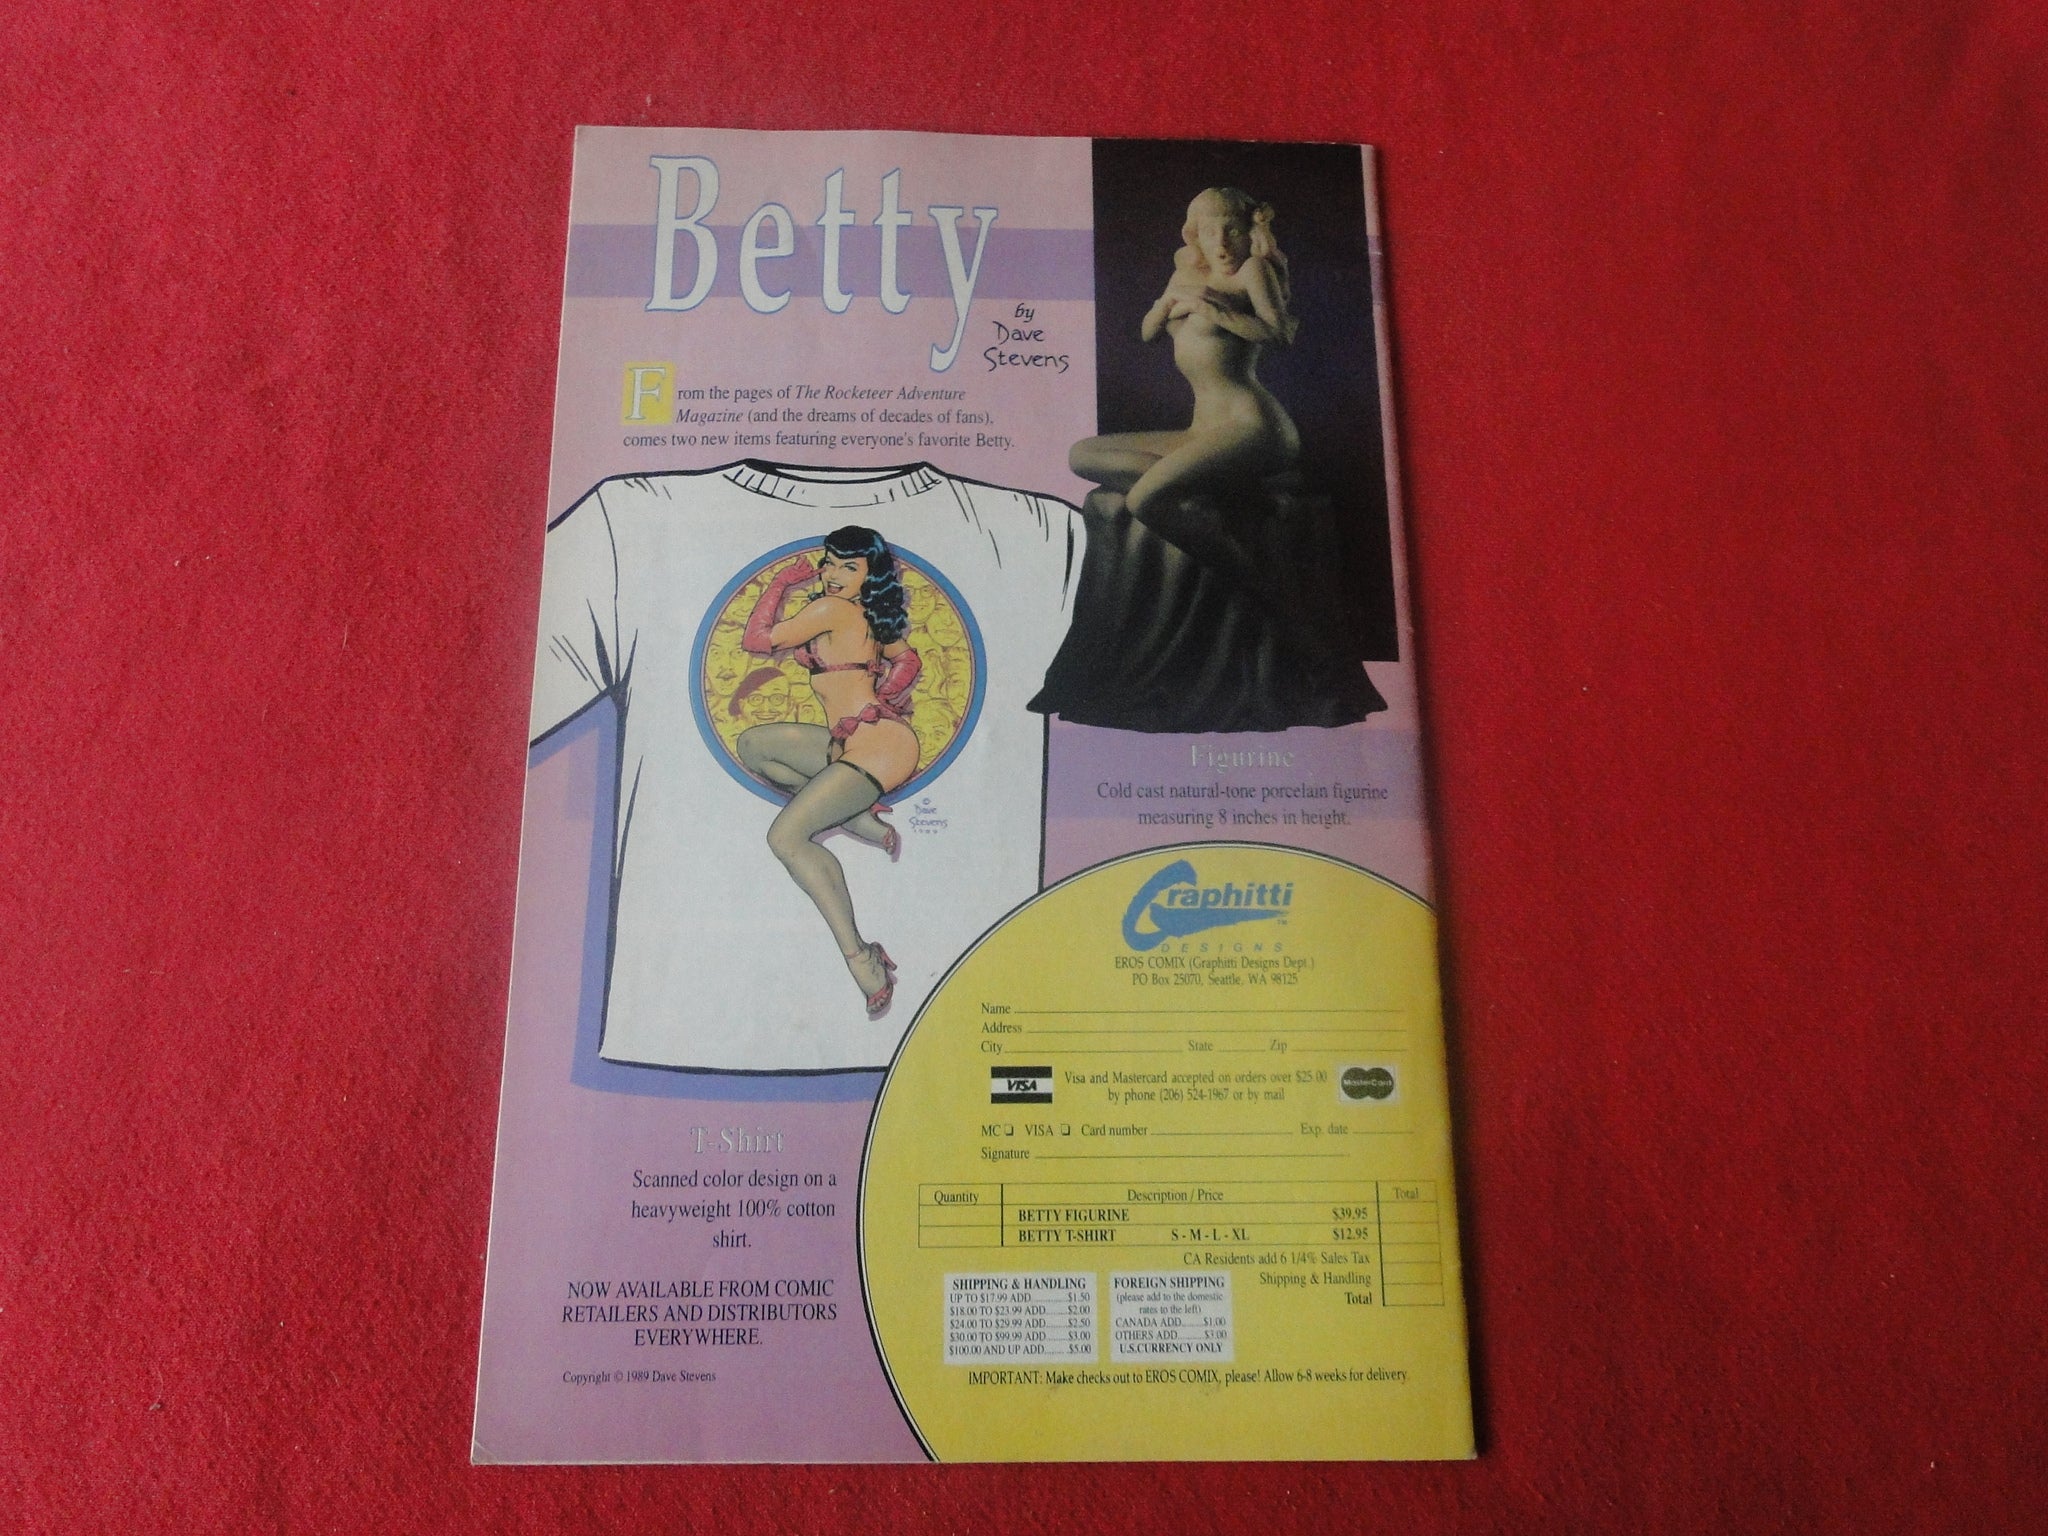 Betty
by
Dave
Stevens
From the pages of The Rocketeer Adventure
Magazine (and the dreams of decades of fans),
comes two new items featuring everyone's favorite Betty.
©
Dave
Stevens
1989
Figurine
Cold cast natural-tone porcelain figurine
measuring 8 inches in height.
T-Shirt
Scanned color design on a
heavyweight 100% cotton
shirt.
NOW AVAILABLE FROM COMIC
RETAILERS AND DISTRIBUTORS
EVERYWHERE.
Copyright © 1989 Dave Stevens
Graphitti
TM
DESIGNS
EROS COMIX (Graphitti Designs Dept.)
PO Box 25070, Seattle, WA 98125
Name
Address
City State Zip
VISA Visa and Mastercard accepted on orders over $25.00 MasterCard
by phone (206) 524-1967 or by mail
MC VISA Card number Exp. date
Signature
Quantity Description / Price Total
BETTY FIGURINE $39.95
BETTY T-SHIRT S - M - L - XL $12.95
CA Residents add 6 1/4% Sales Tax
Shipping & Handling
Total
SHIPPING & HANDLING
UP TO $17.99 ADD............$1.50
$18.00 TO $23.99 ADD........$2.00
$24.00 TO $29.99 ADD........$2.50
$30.00 TO $99.99 ADD........$3.00
$100.00 AND UP ADD........$5.00
FOREIGN SHIPPING
(please add to the domestic
rates to the left)
CANADA ADD..........$1.00
OTHERS ADD...........$3.00
U.S.CURRENCY ONLY
IMPORTANT: Make checks out to EROS COMIX, please! Allow 6-8 weeks for delivery.